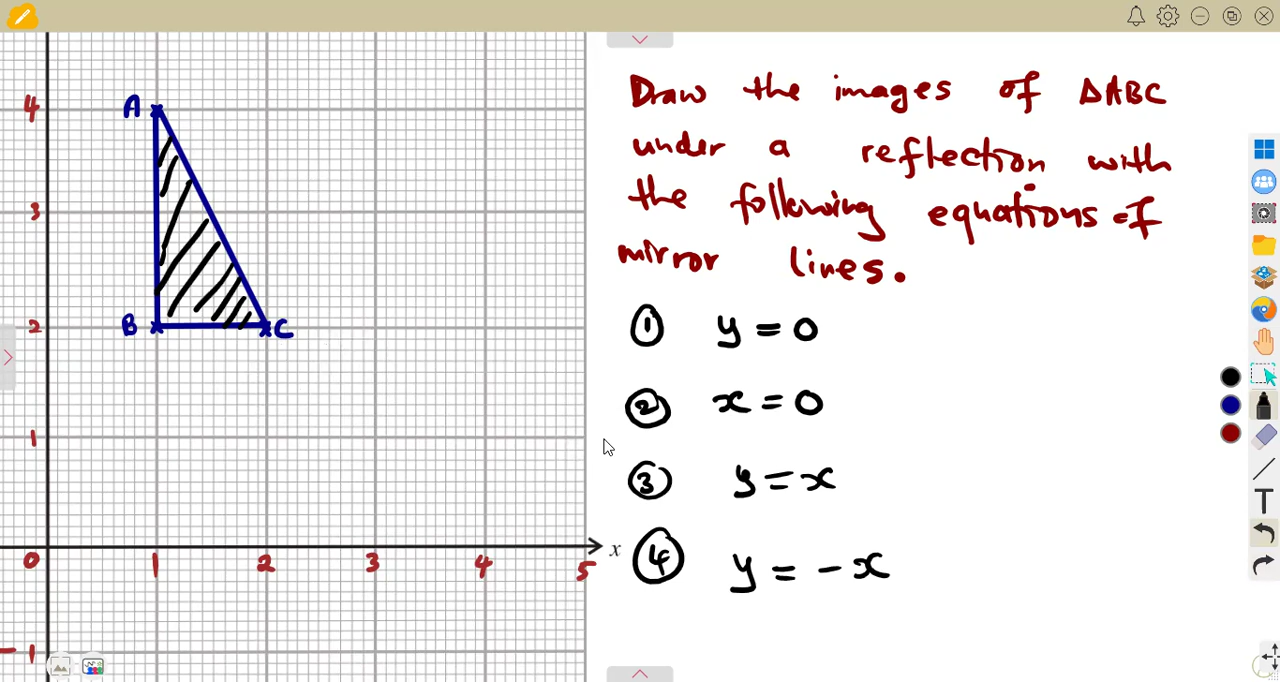 4
A
3
2
B
C
1
0
1
2
3
4
5
x
-1
Draw the images of ΔABC
under a reflection with
the following equations of
mirror lines.
① y = 0
② x = 0
③ y = x
④ y = -x
T